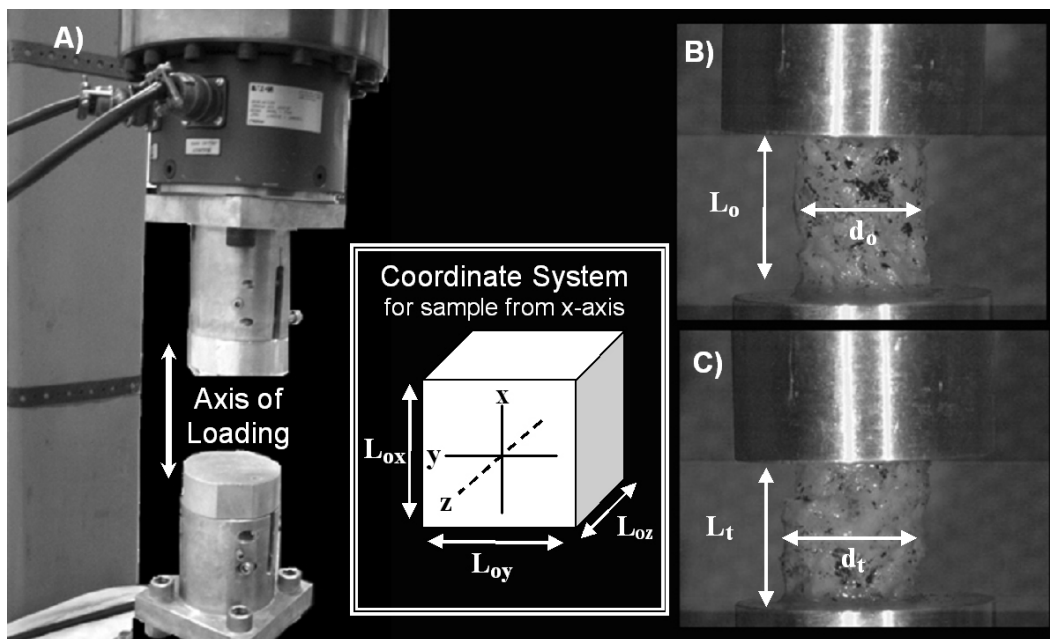 A)
Axis of
Loading
Coordinate System
for sample from x-axis
x
y
z
Lox
Loy
Loz
B)
Lo
do
C)
Lt
dt